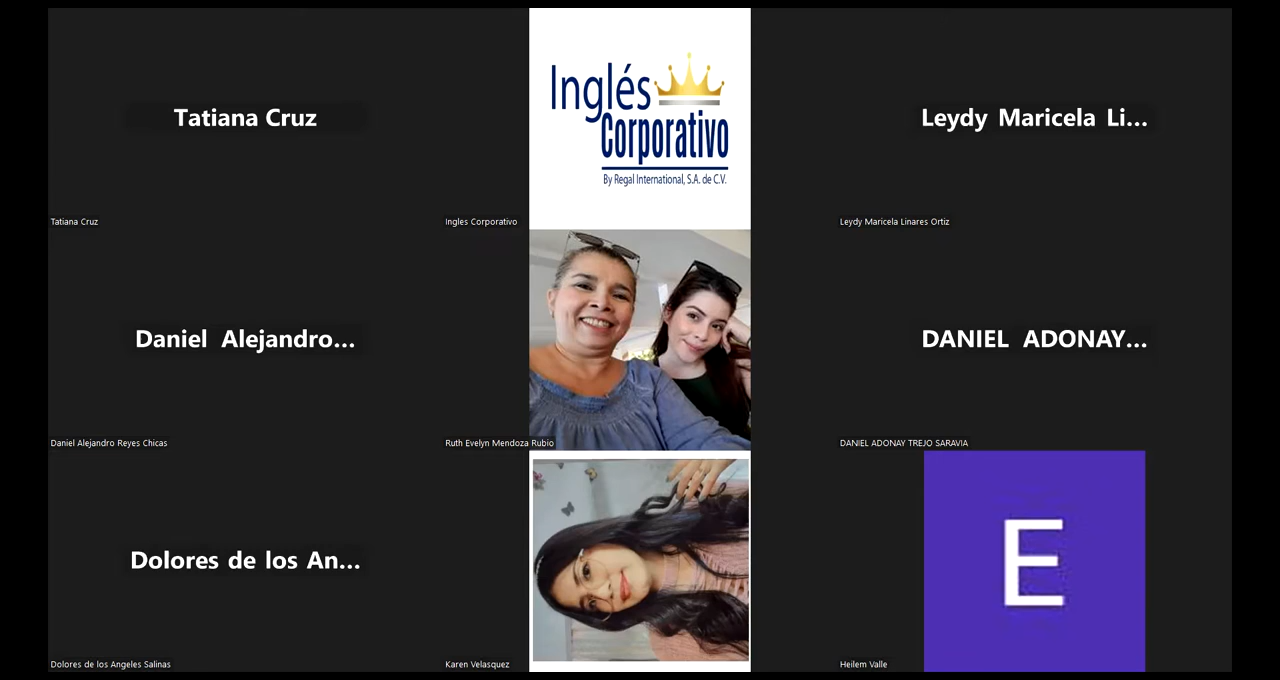 Tatiana Cruz
Tatiana Cruz
Inglés
Corporativo
By Regal International, S.A. de C.V.
Ingles Corporativo
Leydy Maricela Li...
Leydy Maricela Linares Ortiz
Daniel Alejandro...
Daniel Alejandro Reyes Chicas
Ruth Evelyn Mendoza Rubio
DANIEL ADONAY...
DANIEL ADONAY TREJO SARAVIA
Dolores de los An...
Dolores de los Angeles Salinas
Karen Velasquez
E
Heilem Valle